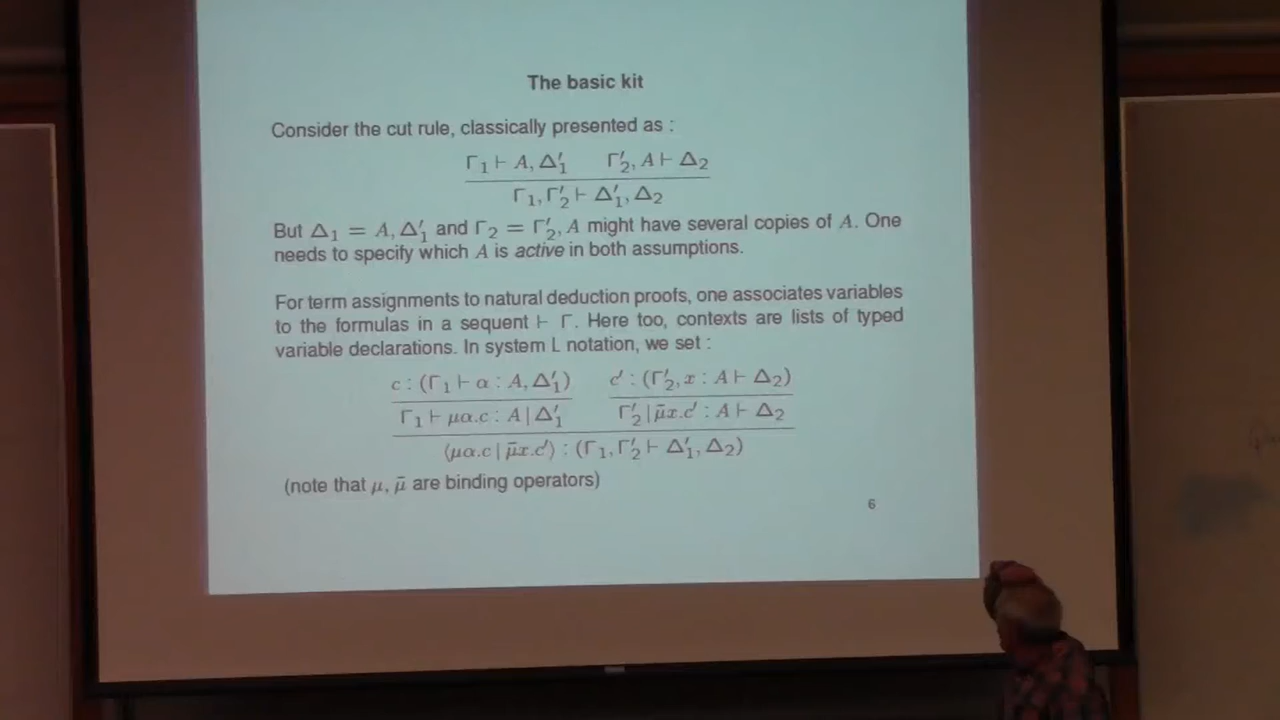 The basic kit
Consider the cut rule, classically presented as :
Γ₁ ⊢ A, Δ′₁    Γ′₂, A ⊢ Δ₂
Γ₁, Γ′₂ ⊢ Δ′₁, Δ₂
But Δ₁ = A, Δ′₁ and Γ₂ = Γ′₂, A might have several copies of A. One
needs to specify which A is active in both assumptions.
For term assignments to natural deduction proofs, one associates variables
to the formulas in a sequent ⊢ Γ. Here too, contexts are lists of typed
variable declarations. In system L notation, we set :
c : (Γ₁ ⊢ α : A, Δ′₁)    c′ : (Γ′₂, x : A ⊢ Δ₂)
Γ₁ ⊢ μα.c : A | Δ′₁    Γ′₂ | μ̄x.c′ : A ⊢ Δ₂
⟨μα.c | μ̄x.c′⟩ : (Γ₁, Γ′₂ ⊢ Δ′₁, Δ₂)
(note that μ, μ̄ are binding operators)
6